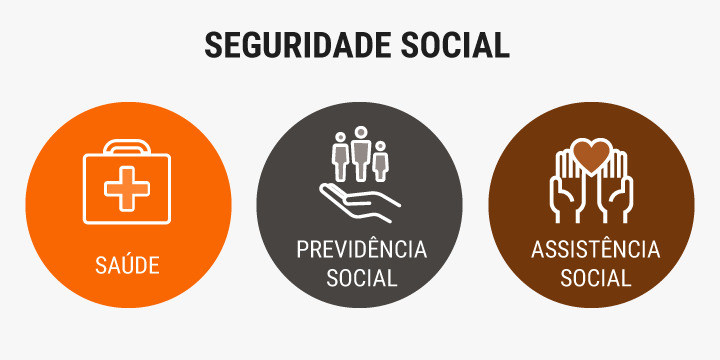 SEGURIDADE SOCIAL
SAÚDE
PREVIDÊNCIA
SOCIAL
ASSISTÊNCIA
SOCIAL